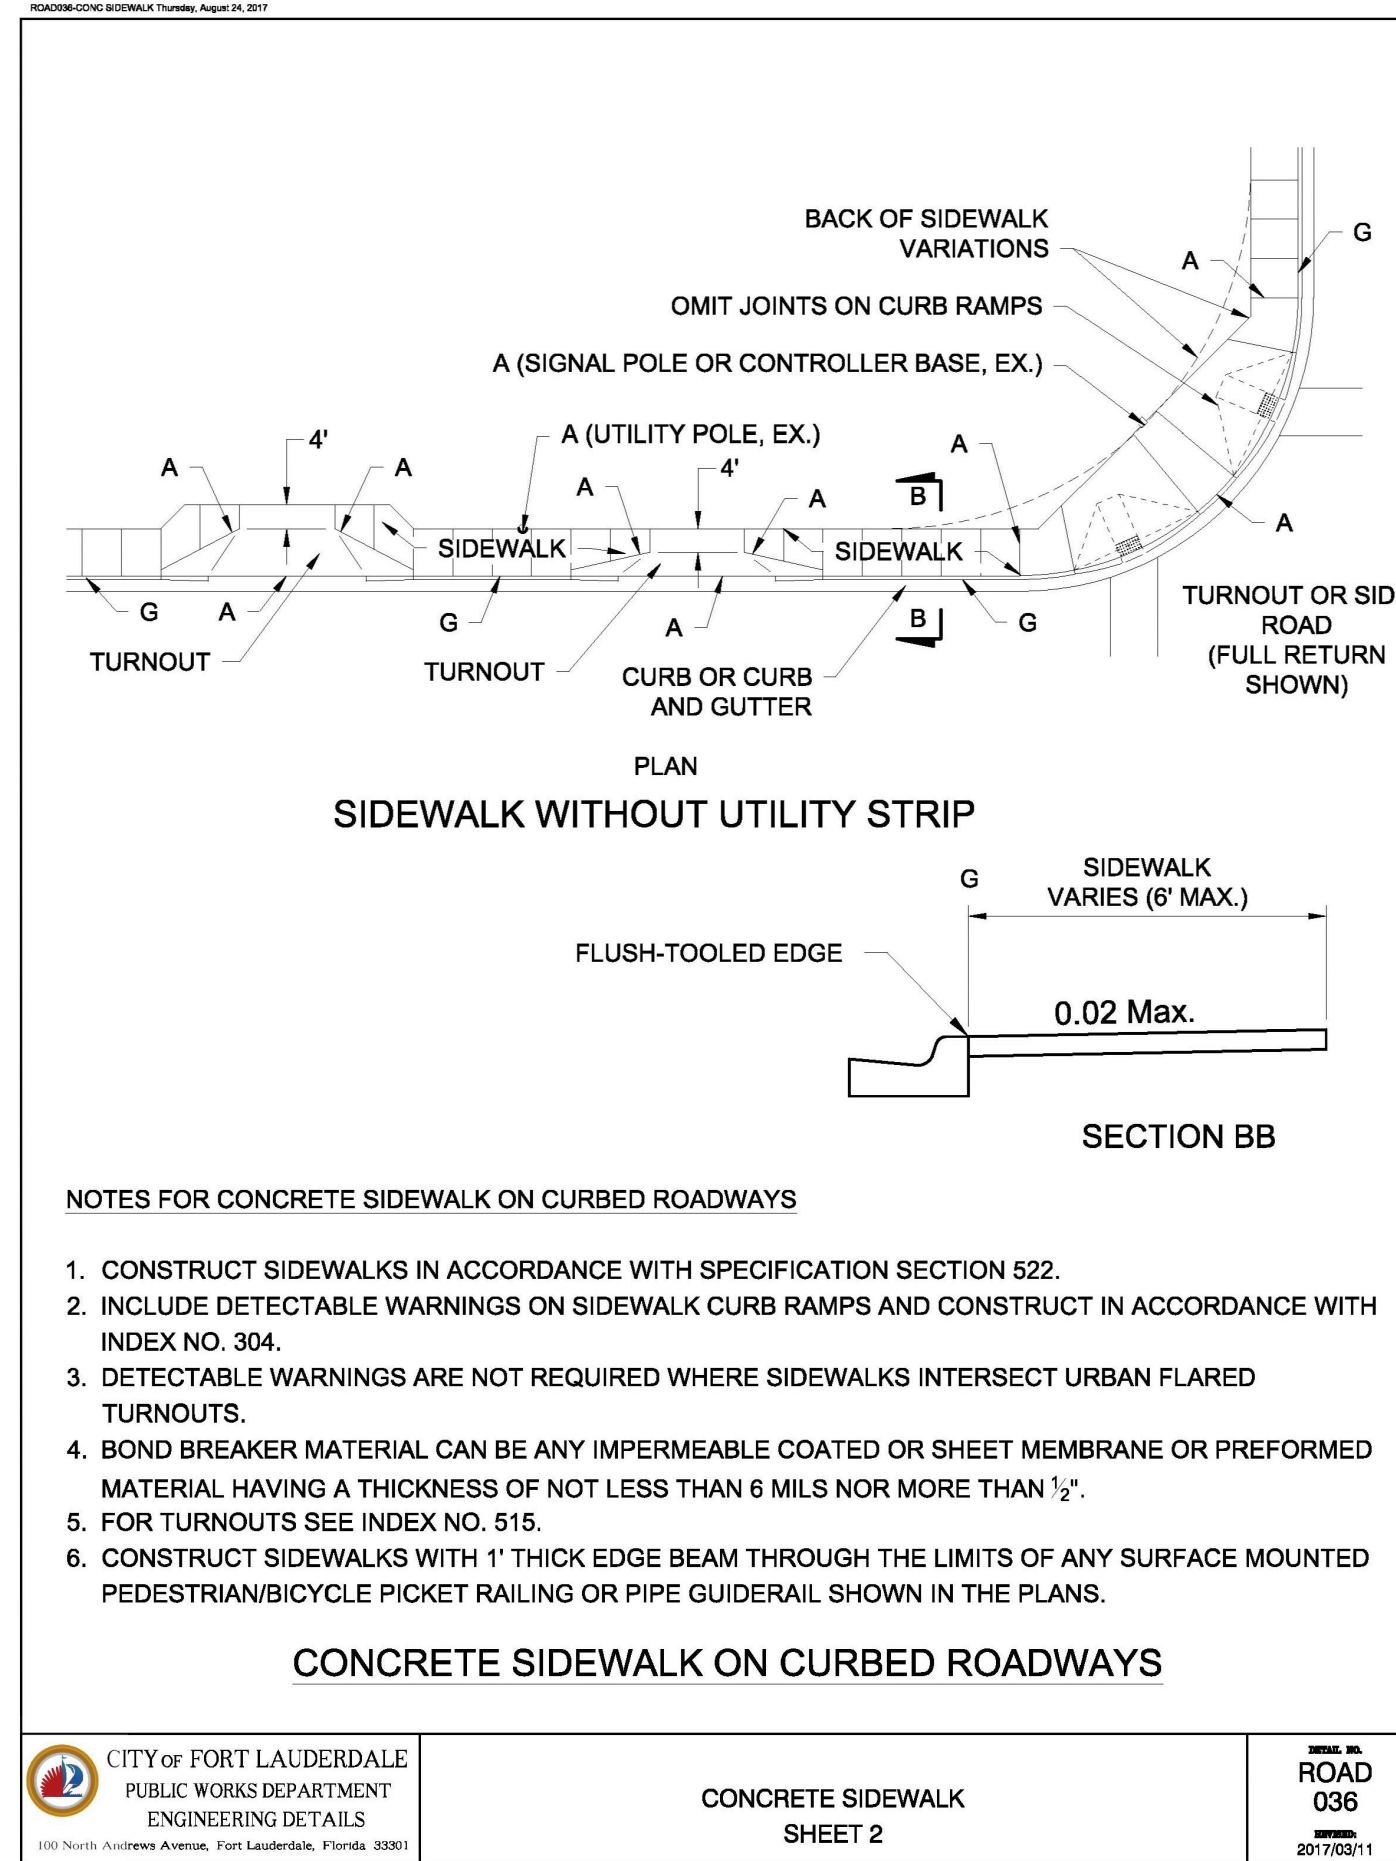 ROAD036-CONC SIDEWALK Thursday, August 24, 2017
BACK OF SIDEWALK
VARIATIONS
G
A
OMIT JOINTS ON CURB RAMPS
A (SIGNAL POLE OR CONTROLLER BASE, EX.)
4'
A (UTILITY POLE, EX.)
A
A
A
4'
A
A
B
SIDEWALK
SIDEWALK
A
G
A
G
A
B
G
TURNOUT
TURNOUT
CURB OR CURB
AND GUTTER
TURNOUT OR SID
ROAD
(FULL RETURN
SHOWN)
PLAN
SIDEWALK WITHOUT UTILITY STRIP
G
SIDEWALK
VARIES (6' MAX.)
FLUSH-TOOLED EDGE
0.02 Max.
SECTION BB
NOTES FOR CONCRETE SIDEWALK ON CURBED ROADWAYS
1. CONSTRUCT SIDEWALKS IN ACCORDANCE WITH SPECIFICATION SECTION 522.
2. INCLUDE DETECTABLE WARNINGS ON SIDEWALK CURB RAMPS AND CONSTRUCT IN ACCORDANCE WITH
INDEX NO. 304.
3. DETECTABLE WARNINGS ARE NOT REQUIRED WHERE SIDEWALKS INTERSECT URBAN FLARED
TURNOUTS.
4. BOND BREAKER MATERIAL CAN BE ANY IMPERMEABLE COATED OR SHEET MEMBRANE OR PREFORMED
MATERIAL HAVING A THICKNESS OF NOT LESS THAN 6 MILS NOR MORE THAN ½".
5. FOR TURNOUTS SEE INDEX NO. 515.
6. CONSTRUCT SIDEWALKS WITH 1' THICK EDGE BEAM THROUGH THE LIMITS OF ANY SURFACE MOUNTED
PEDESTRIAN/BICYCLE PICKET RAILING OR PIPE GUIDERAIL SHOWN IN THE PLANS.
CONCRETE SIDEWALK ON CURBED ROADWAYS
CITY OF FORT LAUDERDALE
PUBLIC WORKS DEPARTMENT
ENGINEERING DETAILS
100 North Andrews Avenue, Fort Lauderdale, Florida 33301
CONCRETE SIDEWALK
SHEET 2
DETAIL NO.
ROAD
036
REVISED:
2017/03/11